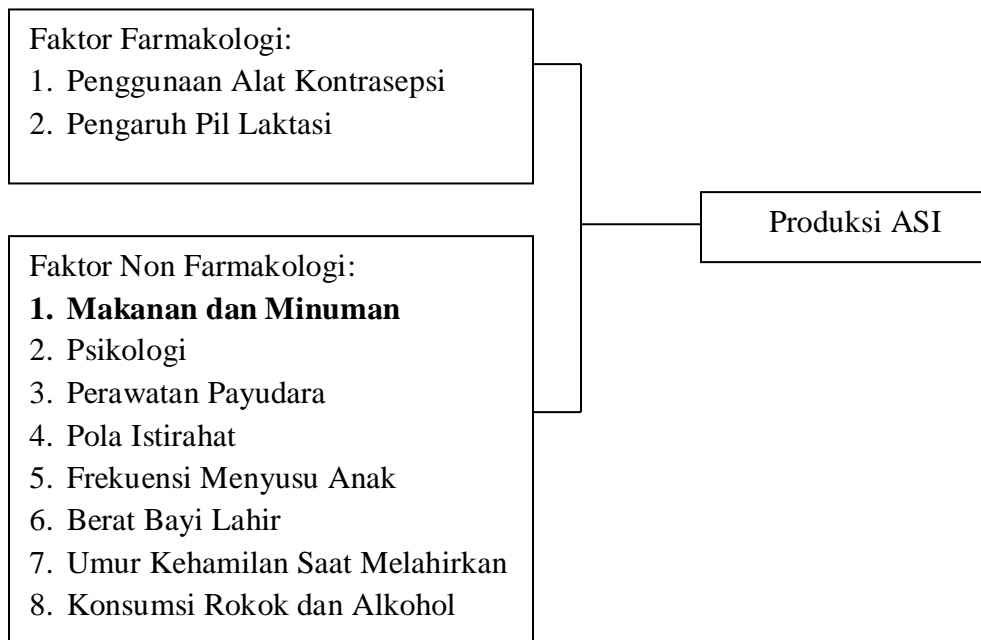 Faktor Farmakologi:
1. Penggunaan Alat Kontrasepsi
2. Pengaruh Pil Laktasi
Produksi ASI
Faktor Non Farmakologi:
1. Makanan dan Minuman
2. Psikologi
3. Perawatan Payudara
4. Pola Istirahat
5. Frekuensi Menyusu Anak
6. Berat Bayi Lahir
7. Umur Kehamilan Saat Melahirkan
8. Konsumsi Rokok dan Alkohol